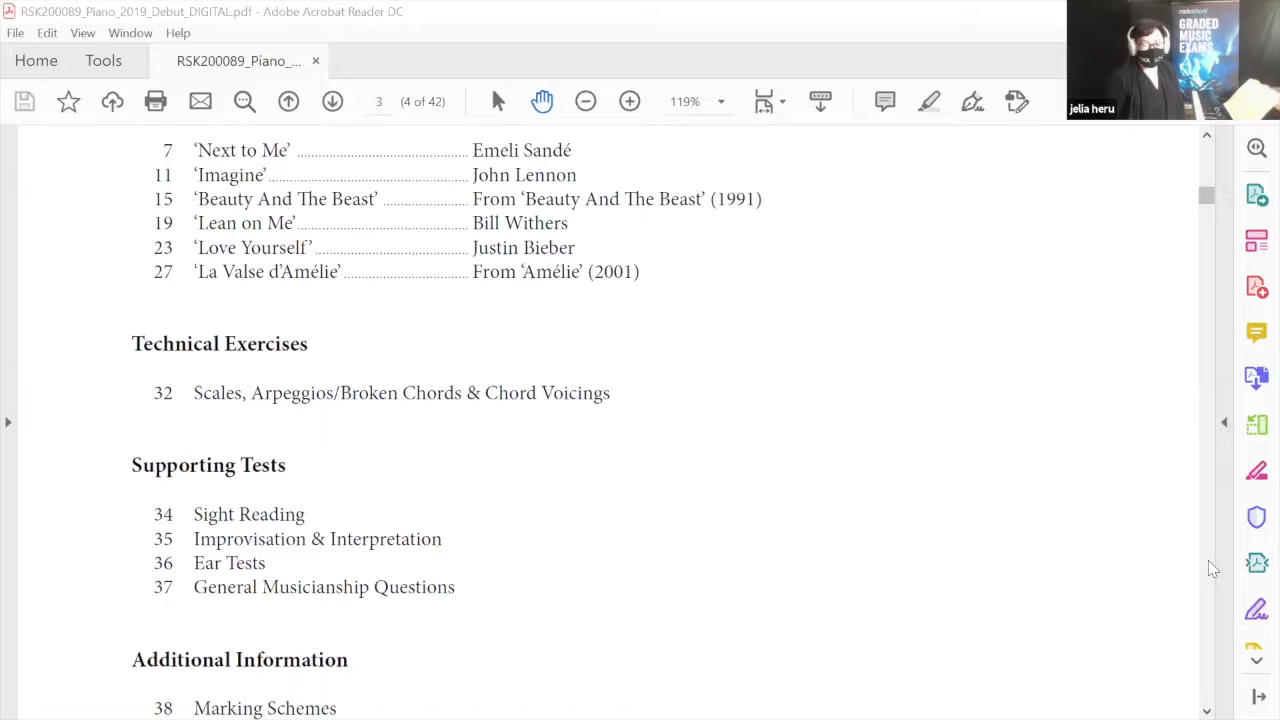 RSK200089_Piano_2019_Debut_DIGITAL.pdf - Adobe Acrobat Reader DC
File Edit View Window Help
Home Tools RSK200089_Piano_... ×
3 (4 of 42) 119%
rockschool
GRADED
MUSIC
EXAMS
jelia heru
7 ‘Next to Me’ ........................................ Emeli Sandé
11 ‘Imagine’ ........................................ John Lennon
15 ‘Beauty And The Beast’ ........................................ From ‘Beauty And The Beast’ (1991)
19 ‘Lean on Me’ ........................................ Bill Withers
23 ‘Love Yourself’ ........................................ Justin Bieber
27 ‘La Valse d’Amélie’ ........................................ From ‘Amélie’ (2001)
Technical Exercises
32 Scales, Arpeggios/Broken Chords & Chord Voicings
Supporting Tests
34 Sight Reading
35 Improvisation & Interpretation
36 Ear Tests
37 General Musicianship Questions
Additional Information
38 Marking Schemes